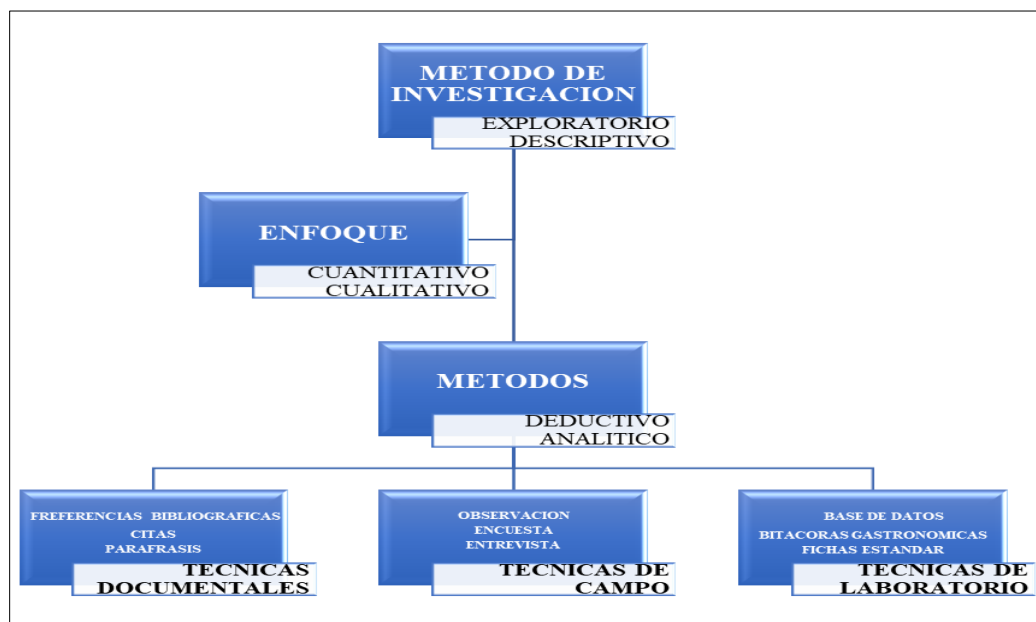 METODO DE
INVESTIGACION
EXPLORATORIO
DESCRIPTIVO
ENFOQUE
CUANTITATIVO
CUALITATIVO
METODOS
DEDUCTIVO
ANALITICO
FREFERENCIAS BIBLIOGRAFICAS
CITAS
PARAFRASIS
TECNICAS
DOCUMENTALES
OBSERVACION
ENCUESTA
ENTREVISTA
TECNICAS DE
CAMPO
BASE DE DATOS
BITACORAS GASTRONOMICAS
FICHAS ESTANDAR
TECNICAS DE
LABORATORIO